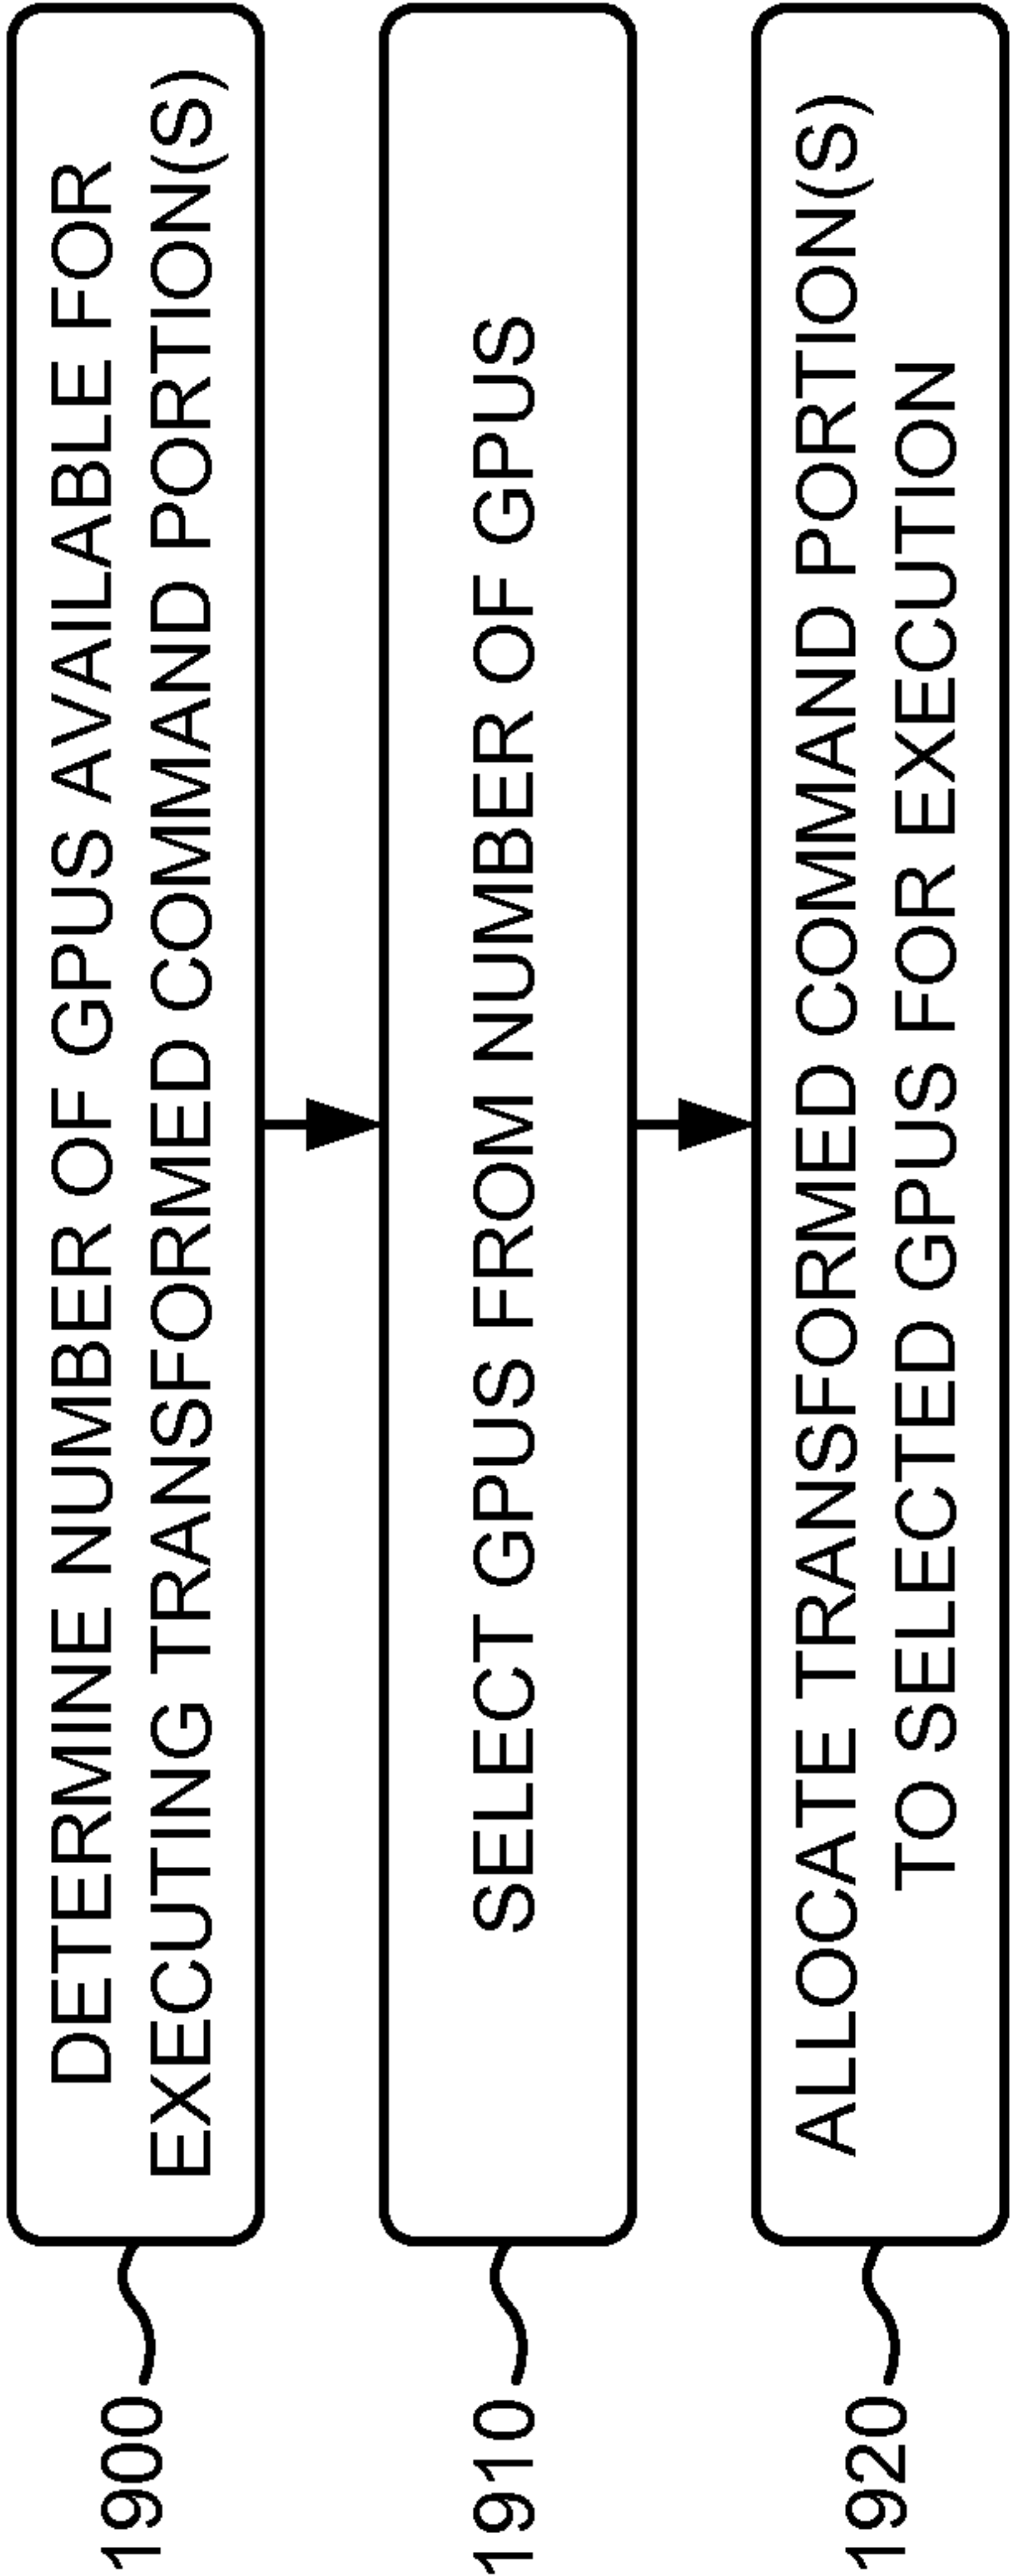 1900
DETERMINE NUMBER OF GPUS AVAILABLE FOR
EXECUTING TRANSFORMED COMMAND PORTION(S)
1910
SELECT GPUS FROM NUMBER OF GPUS
1920
ALLOCATE TRANSFORMED COMMAND PORTION(S)
TO SELECTED GPUS FOR EXECUTION